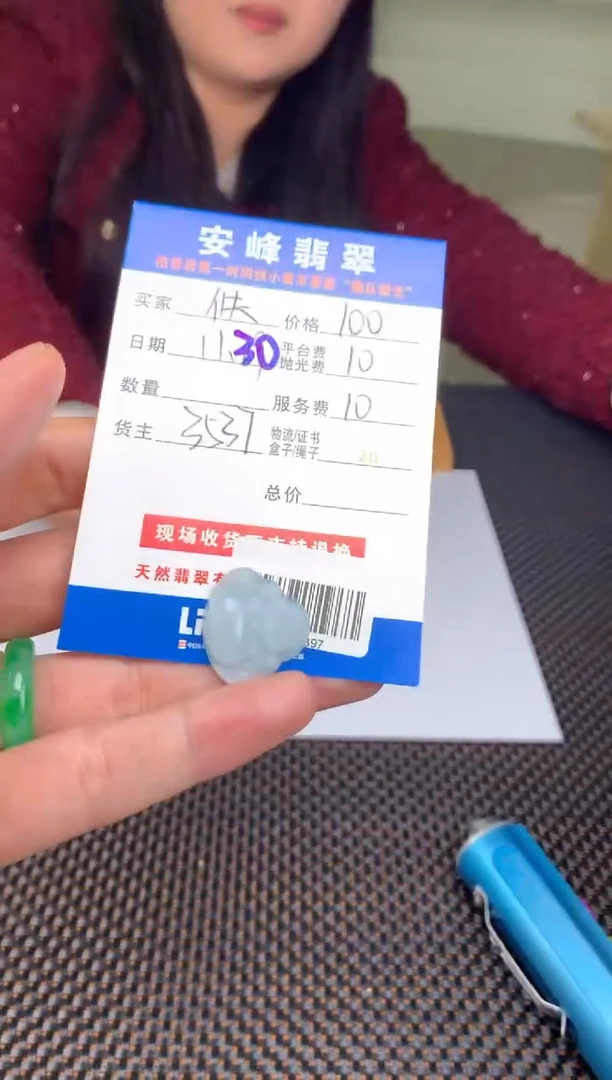 安峰翡翠
买家 价格 100
日期 11. 30 平台费
抛光费 10
数量
服务费 10
货主 3537 物流/证书
盒子/绳子 20
总价
现场收货
天然翡翠
397